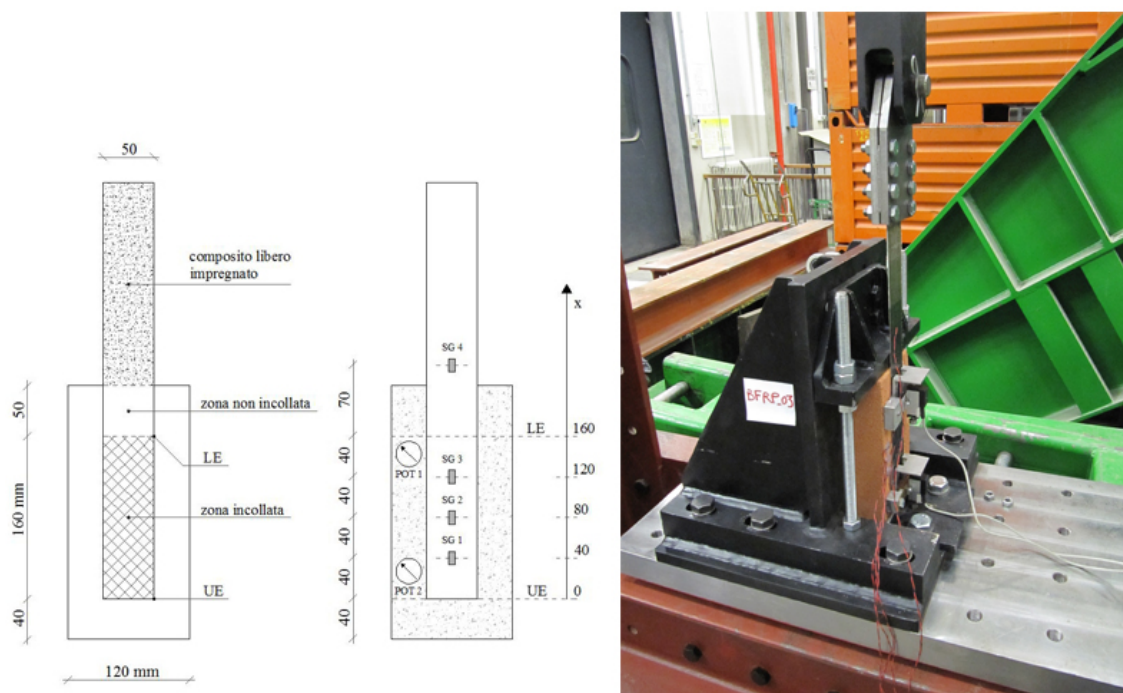 50
composito libero
impregnato
zona non incollata
LE
zona incollata
UE
50
160 mm
40
120 mm
x
SG 4
70
LE
160
POT 1
40
SG 3
120
40
SG 2
80
40
SG 1
40
POT 2
40
UE
0
40
BFRP_03